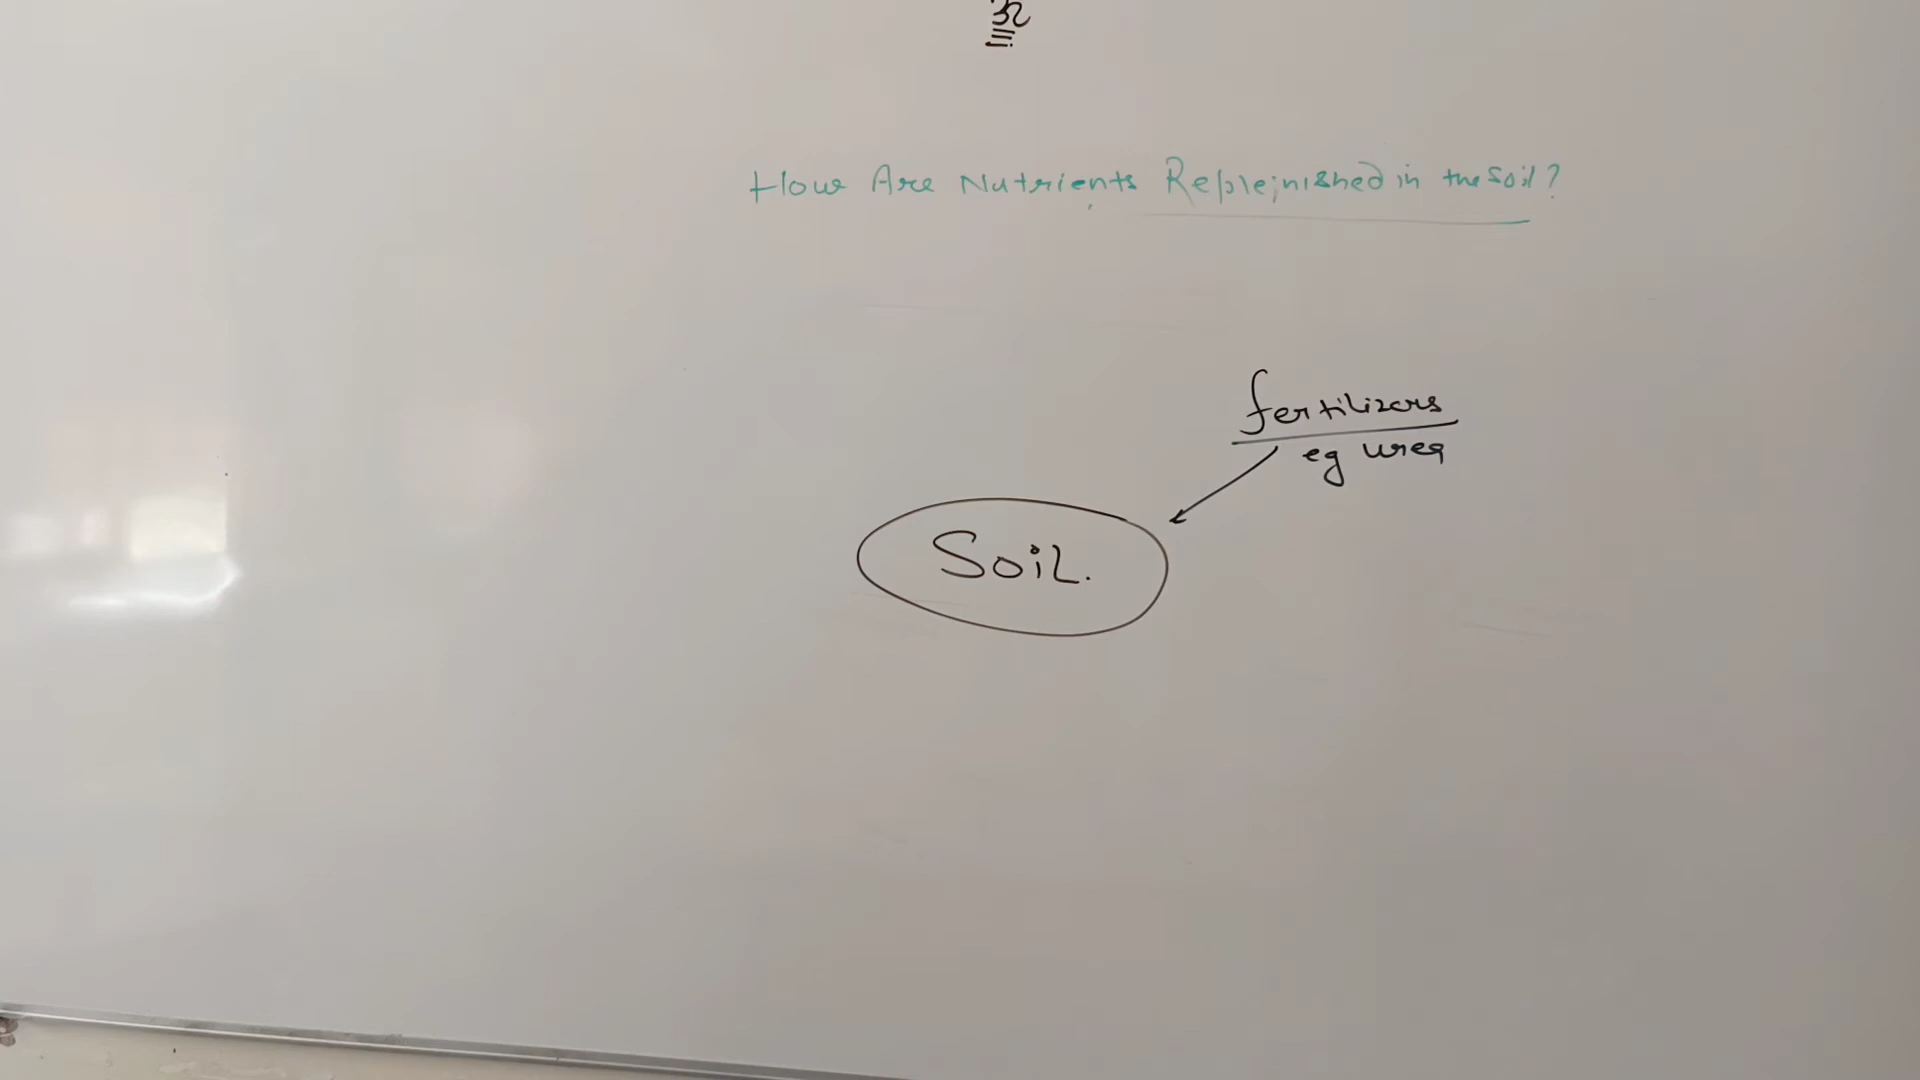 How Are Nutrients Replenished in the Soil?
fertilizers
eg urea
Soil.